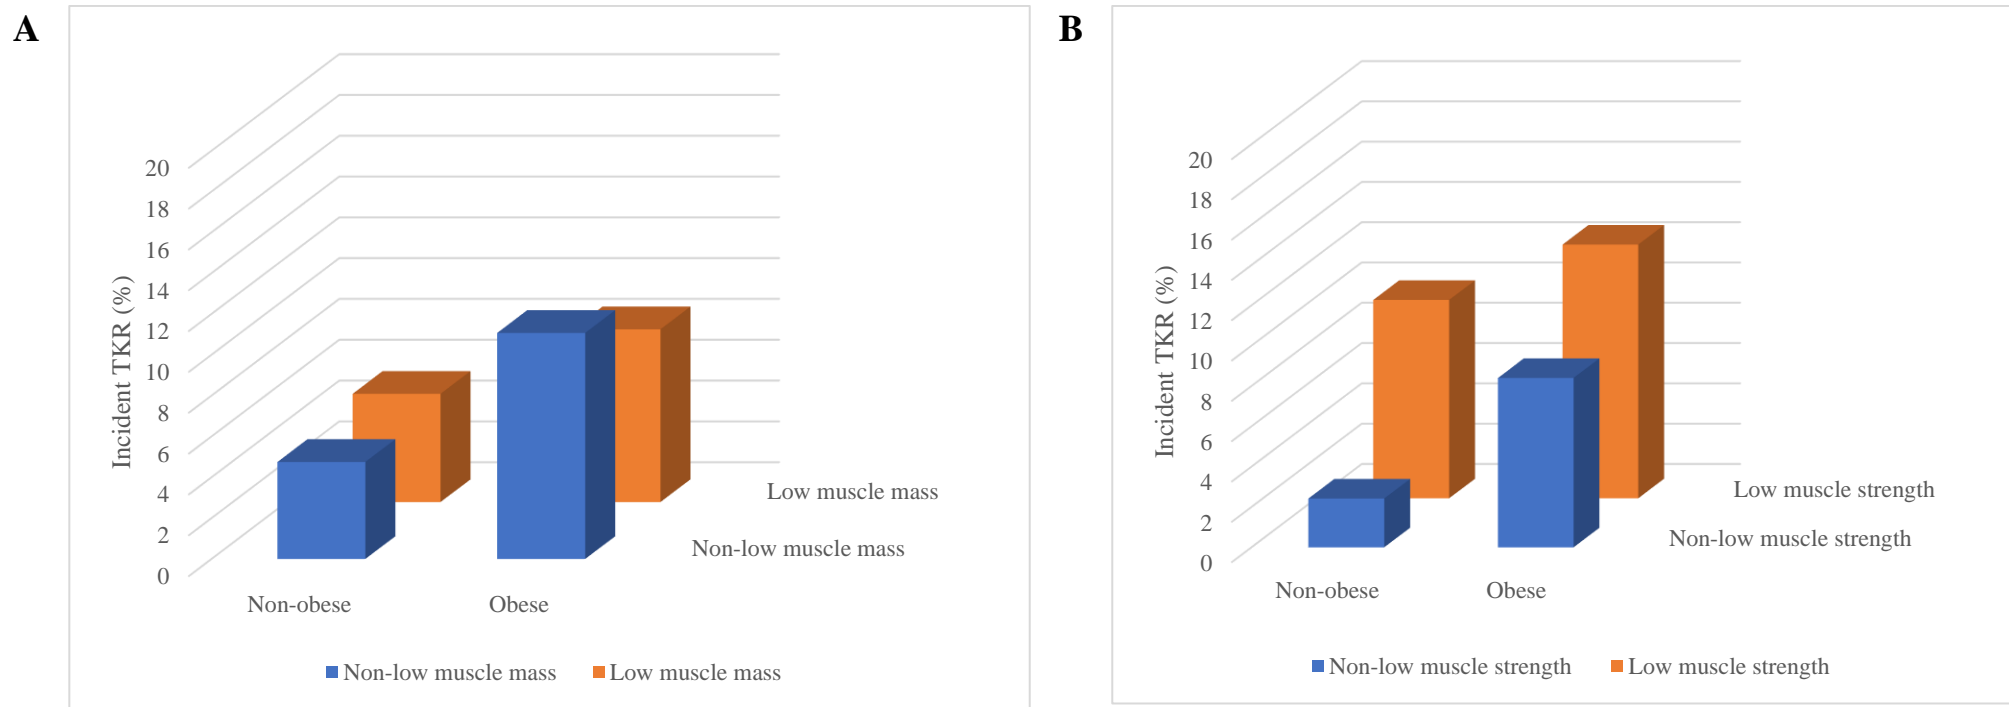 A
Incident TKR (%)
20
18
16
14
12
10
8
6
4
2
0
Low muscle mass
Non-low muscle mass
Non-obese
Obese
Non-low muscle mass
Low muscle mass
B
Incident TKR (%)
20
18
16
14
12
10
8
6
4
2
0
Low muscle strength
Non-low muscle strength
Non-obese
Obese
Non-low muscle strength
Low muscle strength